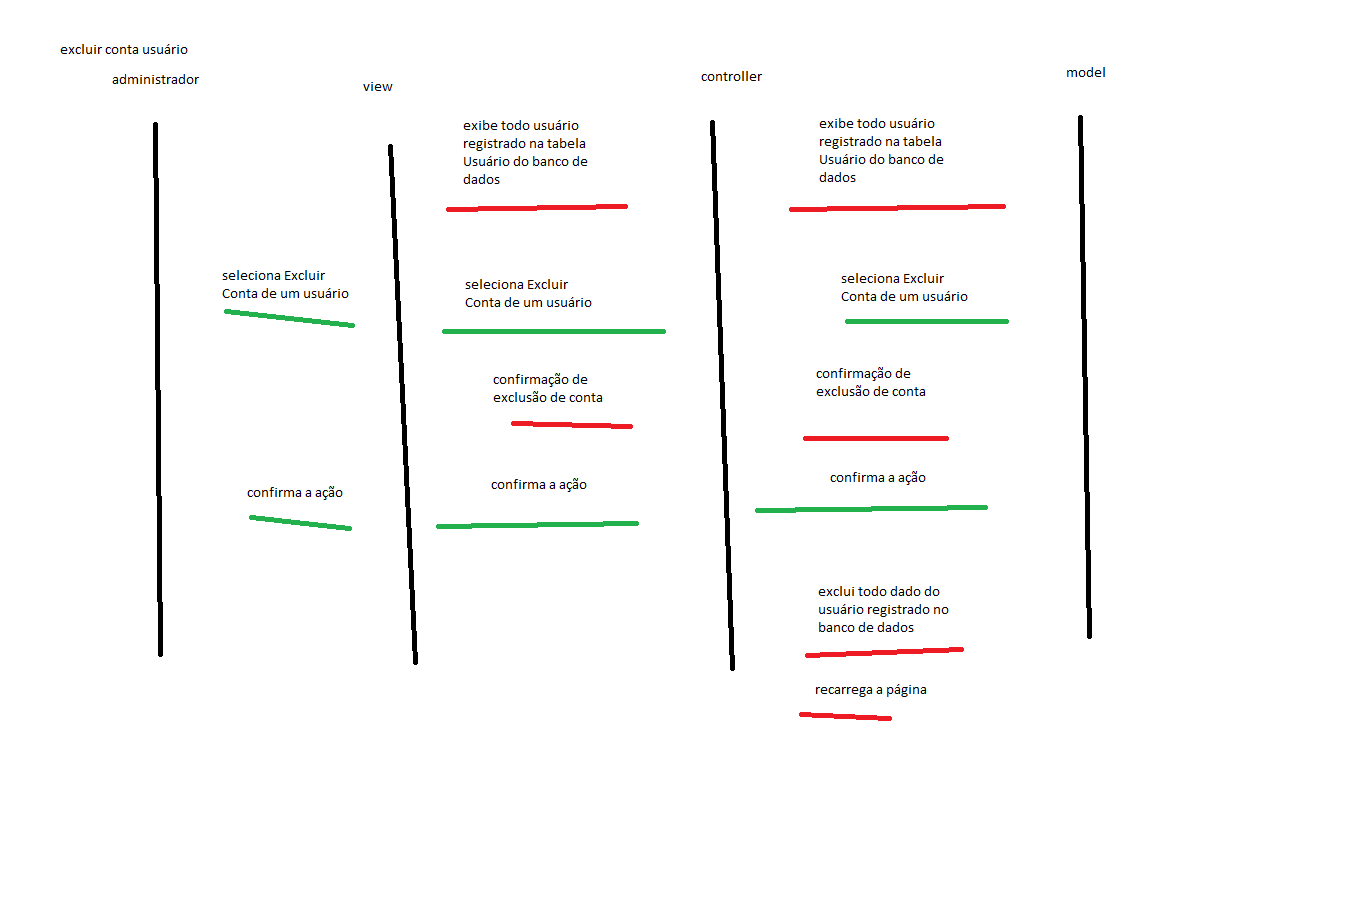 excluir conta usuário
administrador
view
controller
model
exibe todo usuário
registrado na tabela
Usuário do banco de
dados
exibe todo usuário
registrado na tabela
Usuário do banco de
dados
seleciona Excluir
Conta de um usuário
seleciona Excluir
Conta de um usuário
seleciona Excluir
Conta de um usuário
confirmação de
exclusão de conta
confirmação de
exclusão de conta
confirma a ação
confirma a ação
confirma a ação
exclui todo dado do
usuário registrado no
banco de dados
recarrega a página